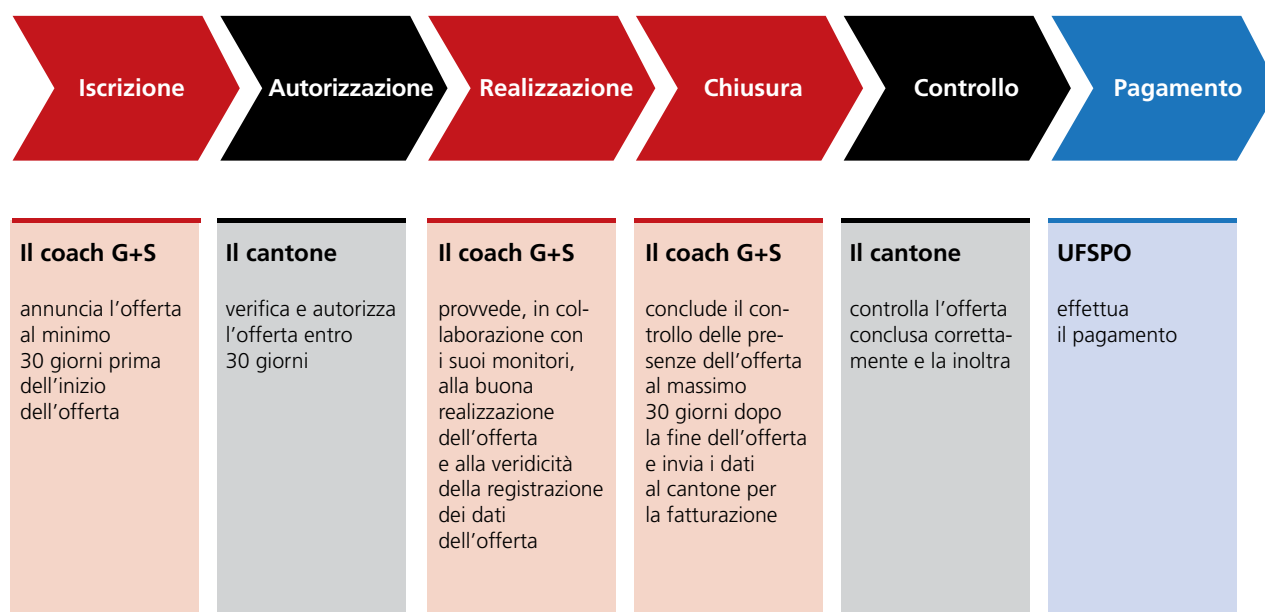 Iscrizione
Autorizzazione
Realizzazione
Chiusura
Controllo
Pagamento
Il coach G+S
annuncia l'offerta
al minimo
30 giorni prima
dell'inizio
dell'offerta
Il cantone
verifica e autorizza
l'offerta entro
30 giorni
Il coach G+S
provvede, in col-
laborazione con
i suoi monitori,
alla buona
realizzazione
dell'offerta
e alla veridicità
della registrazione
dei dati
dell'offerta
Il coach G+S
conclude il con-
trollo delle pre-
senze dell'offerta
al massimo
30 giorni dopo
la fine dell'offerta
e invia i dati
al cantone per
la fatturazione
Il cantone
controlla l'offerta
conclusa corretta-
mente e la inoltra
UFSPO
effettua
il pagamento